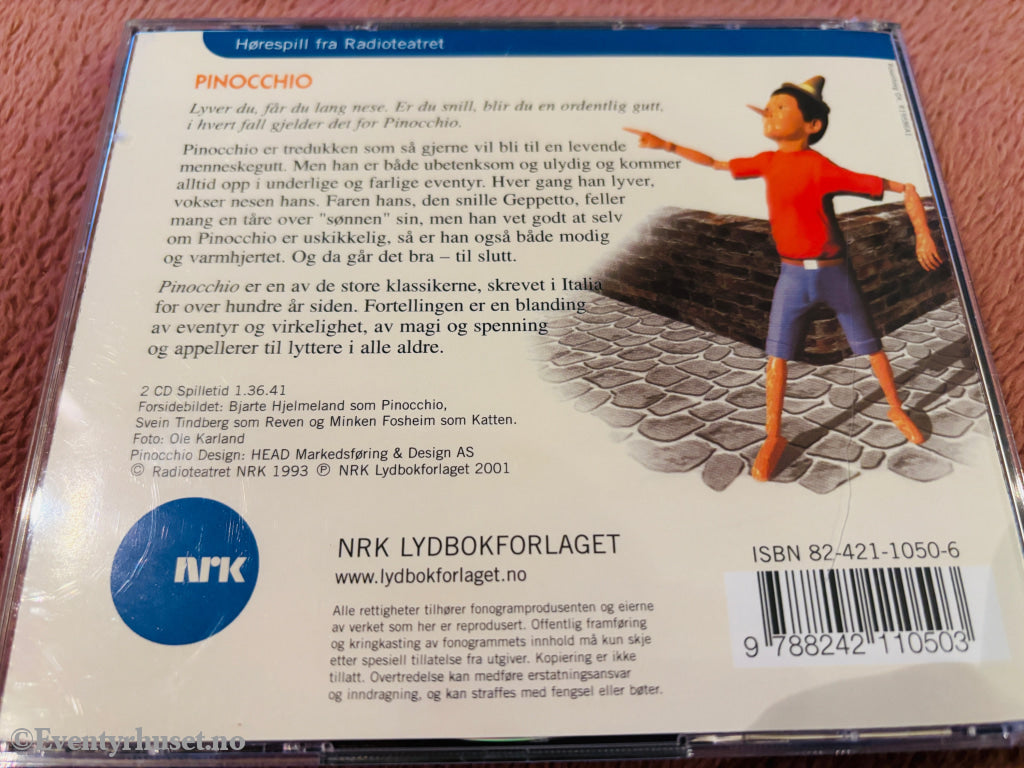 Hørespill fra Radioteatret
PINOCCHIO
Lyver du, får du lang nese. Er du snill, blir du en ordentlig gutt,
i hvert fall gjelder det for Pinocchio.
Pinocchio er tredukken som så gjerne vil bli til en levende
menneskegutt. Men han er både ubetenksom og ulydig og kommer
alltid opp i underlige og farlige eventyr. Hver gang han lyver,
vokser nesen hans. Faren hans, den snille Geppetto, feller
mang en tåre over "sønnen" sin, men han vet godt at selv
om Pinocchio er uskikkelig, så er han også både modig
og varmhjertet. Og da går det bra – til slutt.
Pinocchio er en av de store klassikerne, skrevet i Italia
for over hundre år siden. Fortellingen er en blanding
av eventyr og virkelighet, av magi og spenning
og appellerer til lyttere i alle aldre.
2 CD Spilletid 1.36.41
Forsidebildet: Bjarte Hjelmeland som Pinocchio,
Svein Tindberg som Reven og Minken Fosheim som Katten.
Foto: Ole Karland
Pinocchio Design: HEAD Markedsføring & Design AS
© Radioteatret NRK 1993 ℗ NRK Lydbokforlaget 2001
nrk
NRK LYDBOKFORLAGET
www.lydbokforlaget.no
Alle rettigheter tilhører fonogramprodusenten og eierne
av verket som her er reprodusert. Offentlig framføring
og kringkasting av fonogrammets innhold må kun skje
etter spesiell tillatelse fra utgiver. Kopiering er ikke
tillatt. Overtredelse kan medføre erstatningsansvar
og inndragning, og kan straffes med fengsel eller bøter.
ISBN 82-421-1050-6
9 788242 110503
©Eventyrhuset.no